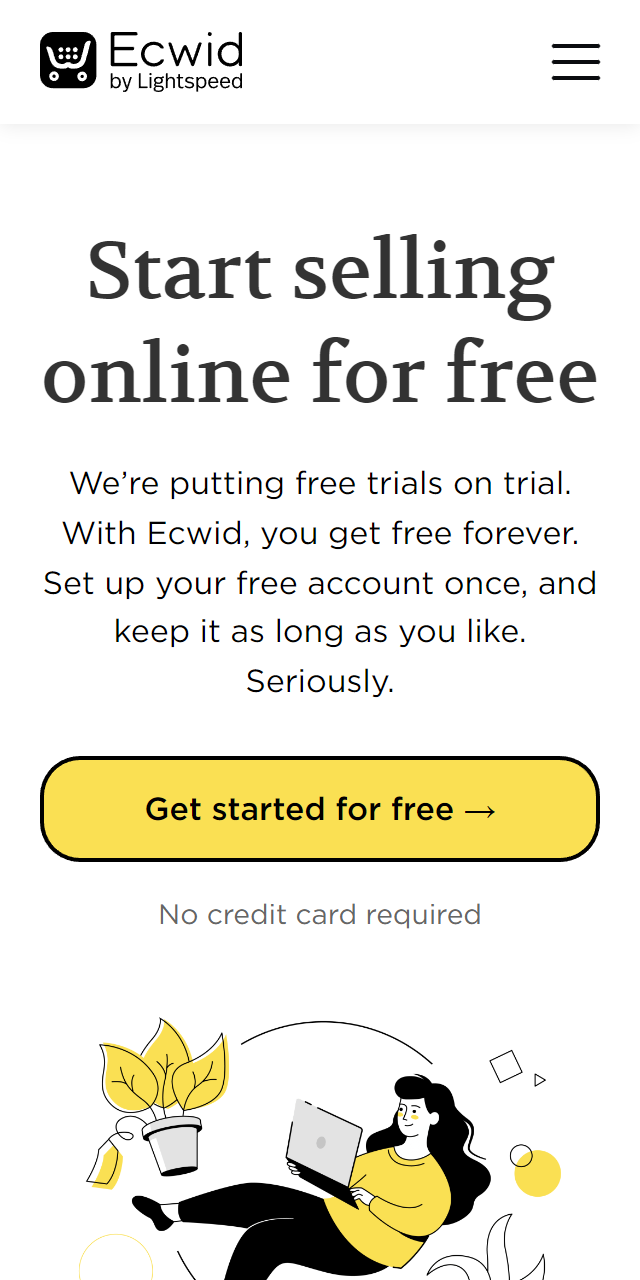 Ecwid
by Lightspeed
Start selling
online for free
We’re putting free trials on trial.
With Ecwid, you get free forever.
Set up your free account once, and
keep it as long as you like.
Seriously.
Get started for free →
No credit card required